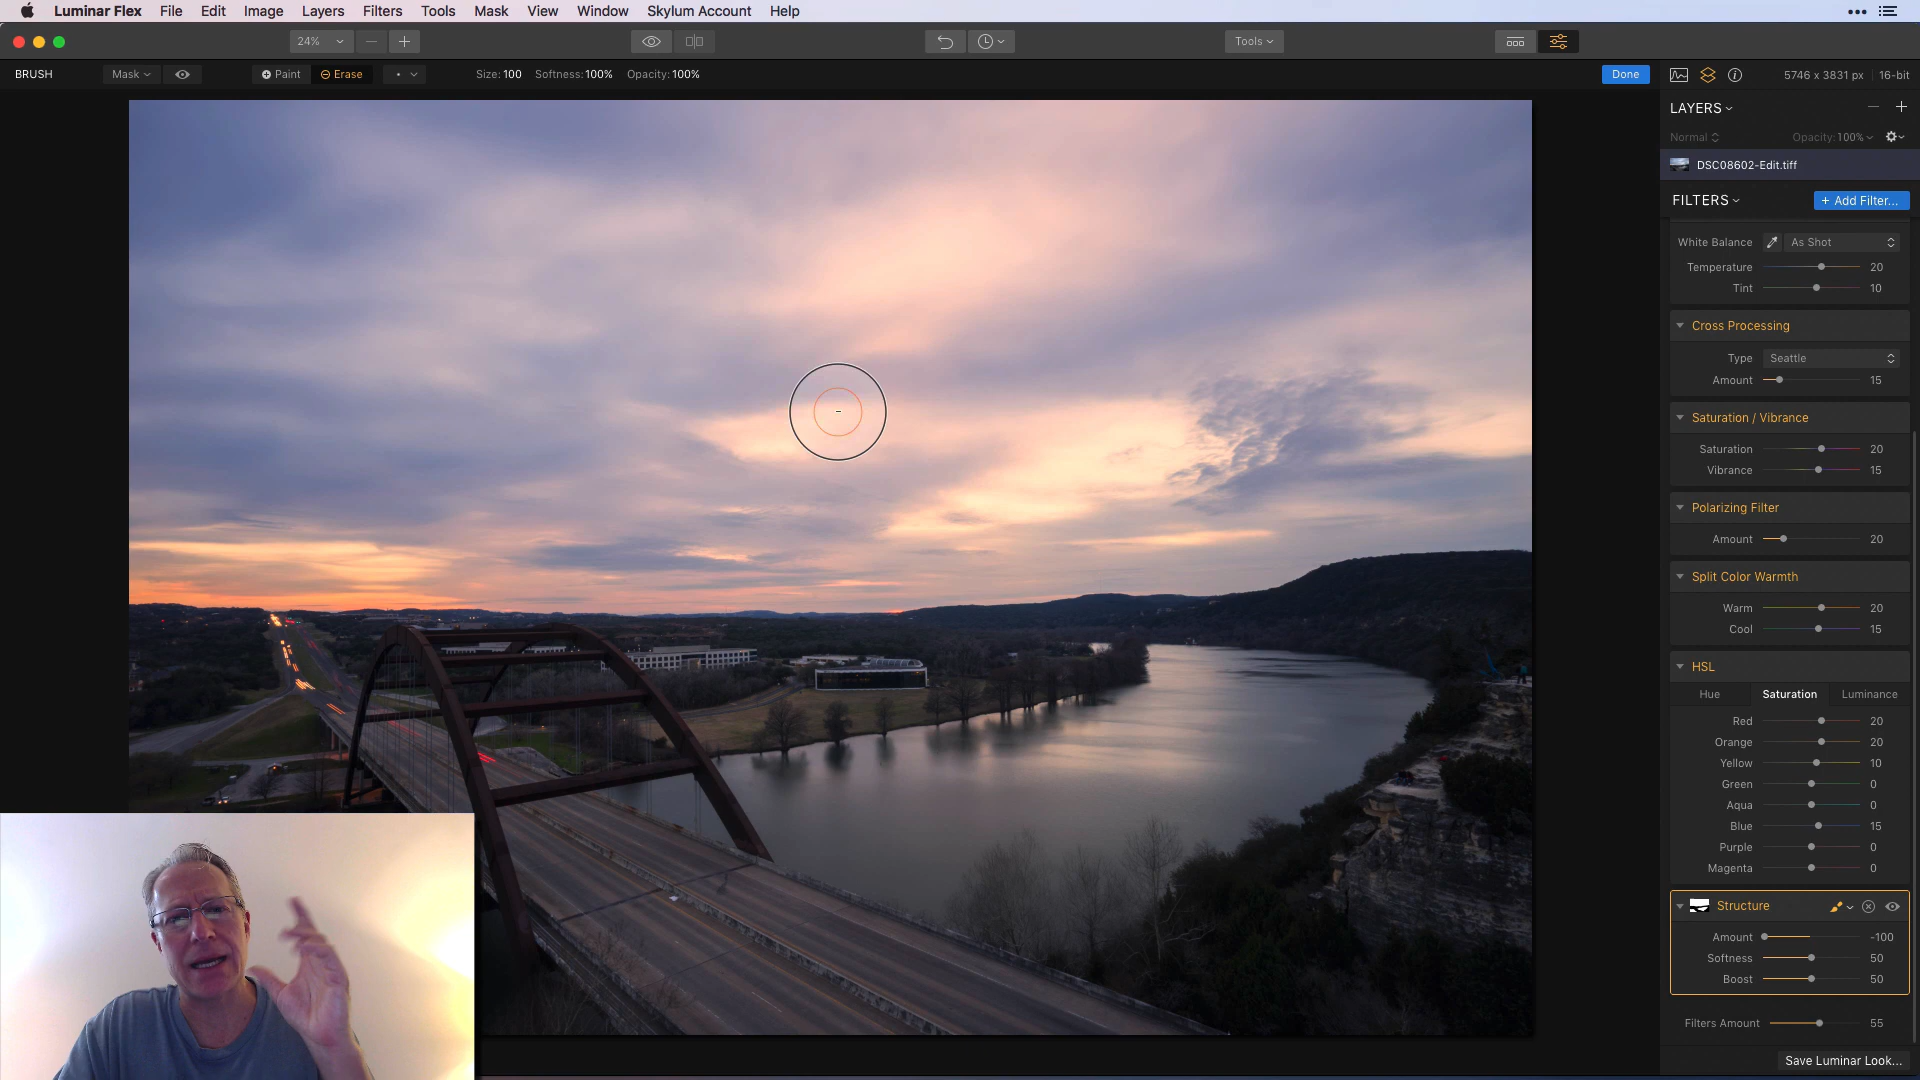 Luminar Flex File Edit Image Layers Filters Tools Mask View Window Skylum Account Help
24% Tools
BRUSH Mask Paint Erase Size: 100 Softness: 100% Opacity: 100% Done 5746 x 3831 px 16-bit
LAYERS
Normal Opacity: 100%
DSC08602-Edit.tiff
FILTERS + Add Filter...
White Balance As Shot
Temperature 20
Tint 10
Cross Processing
Type Seattle
Amount 15
Saturation / Vibrance
Saturation 20
Vibrance 15
Polarizing Filter
Amount 20
Split Color Warmth
Warm 20
Cool 15
HSL
Hue Saturation Luminance
Red 20
Orange 20
Yellow 10
Green 0
Aqua 0
Blue 15
Purple 0
Magenta 0
Structure
Amount -100
Softness 50
Boost 50
Filters Amount 55
Save Luminar Look...